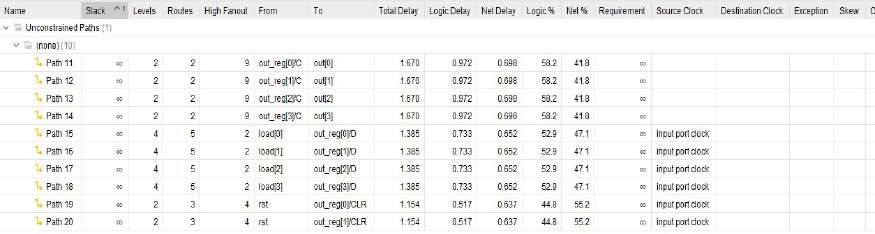 Name Slack ^1 Levels Routes High Fanout From To Total Delay Logic Delay Net Delay Logic % Net % Requirement Source Clock Destination Clock Exception Skew C
Unconstrained Paths (1)
(none) (10)
Path 11 ∞ 2 2 9 out_reg[0]/C out[0] 1.670 0.972 0.698 58.2 41.8 ∞
Path 12 ∞ 2 2 9 out_reg[1]/C out[1] 1.670 0.972 0.698 58.2 41.8 ∞
Path 13 ∞ 2 2 9 out_reg[2]/C out[2] 1.670 0.972 0.698 58.2 41.8 ∞
Path 14 ∞ 2 2 9 out_reg[3]/C out[3] 1.670 0.972 0.698 58.2 41.8 ∞
Path 15 ∞ 4 5 2 load[0] out_reg[0]/D 1.385 0.733 0.652 52.9 47.1 ∞ input port clock
Path 16 ∞ 4 5 2 load[1] out_reg[1]/D 1.385 0.733 0.652 52.9 47.1 ∞ input port clock
Path 17 ∞ 4 5 2 load[2] out_reg[2]/D 1.385 0.733 0.652 52.9 47.1 ∞ input port clock
Path 18 ∞ 4 5 2 load[3] out_reg[3]/D 1.385 0.733 0.652 52.9 47.1 ∞ input port clock
Path 19 ∞ 2 3 4 rst out_reg[0]/CLR 1.154 0.517 0.637 44.8 55.2 ∞ input port clock
Path 20 ∞ 2 3 4 rst out_reg[1]/CLR 1.154 0.517 0.637 44.8 55.2 ∞ input port clock